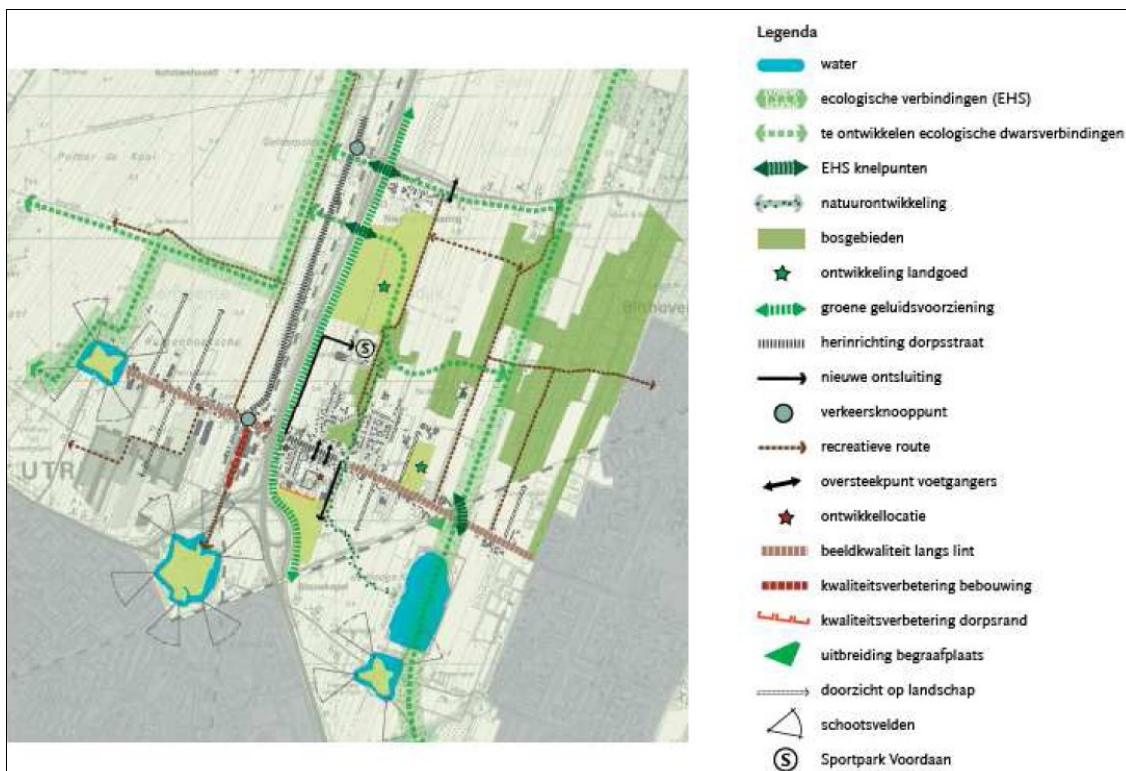 Legenda
water
ecologische verbindingen (EHS)
te ontwikkelen ecologische dwarsverbindingen
EHS knelpunten
natuurontwikkeling
bosgebieden
ontwikkeling landgoed
groene geluidsvoorziening
herinrichting dorpsstraat
nieuwe ontsluiting
verkeersknooppunt
recreatieve route
oversteekpunt voetgangers
ontwikkellocatie
beeldkwaliteit langs lint
kwaliteitsverbetering bebouwing
kwaliteitsverbetering dorpsrand
uitbreiding begraafplaats
doorzicht op landschap
schootsvelden
S Sportpark Voordaan
S
UTR